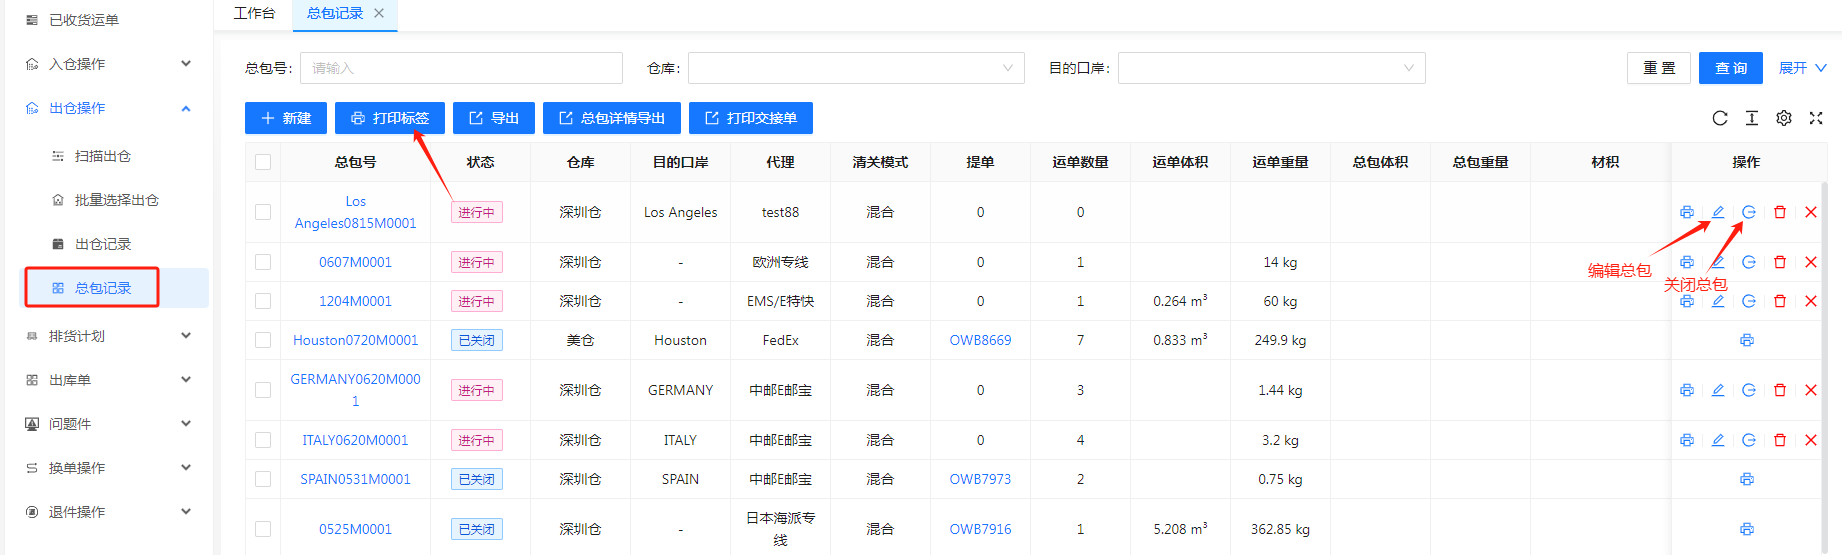 已收货运单
入仓操作
出仓操作
扫描出仓
批量选择出仓
出仓记录
总包记录
排货计划
出库单
问题件
换单操作
退件操作
工作台 总包记录
总包号: 请输入 仓库: 目的口岸: 重 置 查 询 展开
新建 打印标签 导出 总包详情导出 打印交接单
总包号 状态 仓库 目的口岸 代理 清关模式 提单 运单数量 运单体积 运单重量 总包体积 总包重量 材积 操作
Los
Angeles0815M0001 进行中 深圳仓 Los Angeles test88 混合 0 0
0607M0001 进行中 深圳仓 - 欧洲专线 混合 0 1 14 kg
编辑总包
关闭总包
1204M0001 进行中 深圳仓 - EMS/E特快 混合 0 1 0.264 m³ 60 kg
Houston0720M0001 已关闭 美仓 Houston FedEx 混合 OWB8669 7 0.833 m³ 249.9 kg
GERMANY0620M000
1 进行中 深圳仓 GERMANY 中邮E邮宝 混合 0 3 1.44 kg
ITALY0620M0001 进行中 深圳仓 ITALY 中邮E邮宝 混合 0 4 3.2 kg
SPAIN0531M0001 已关闭 深圳仓 SPAIN 中邮E邮宝 混合 OWB7973 2 0.75 kg
0525M0001 已关闭 深圳仓 - 日本海派专
线 混合 OWB7916 1 5.208 m³ 362.85 kg